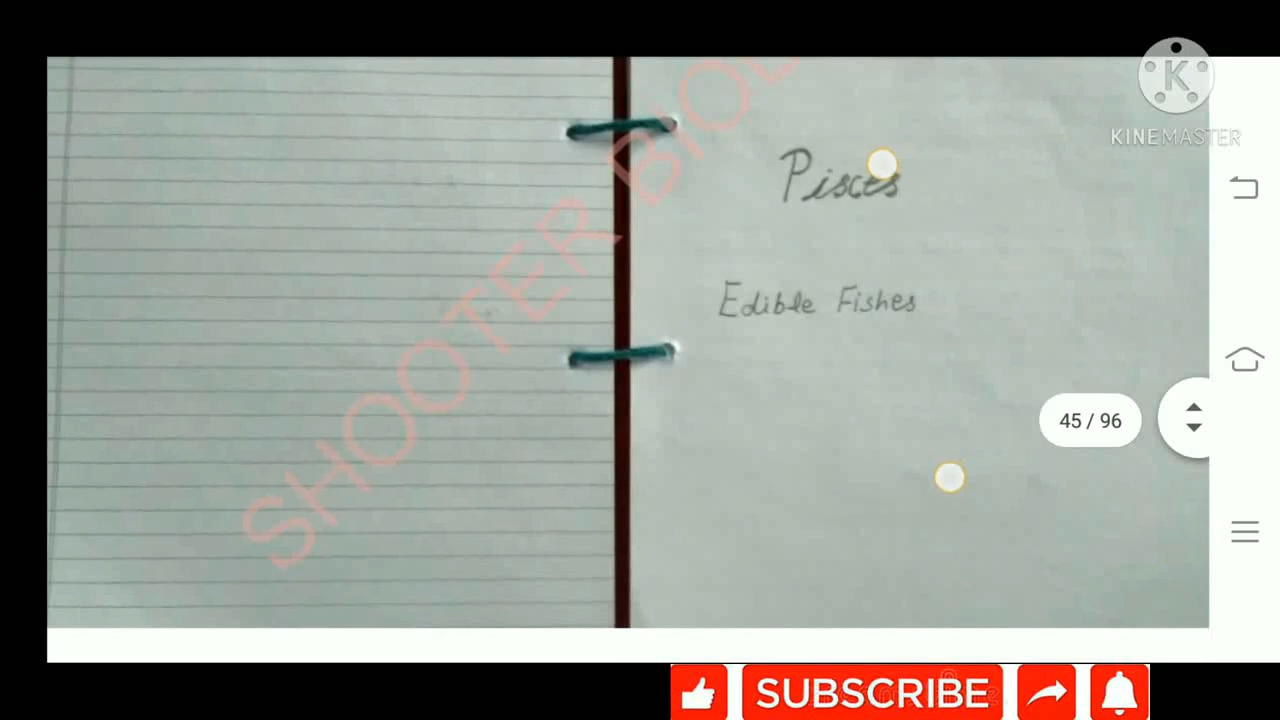 KINEMASTER
SHOOTER BIOL
Pisces
Edible Fishes
45 / 96
SUBSCRIBE